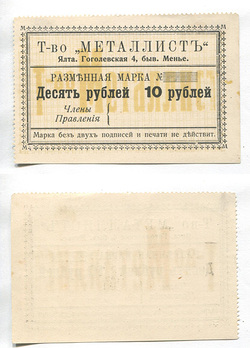 Т-во „МЕТАЛЛИСТЪ“
Ялта. Гоголевская 4, быв. Менье.
РАЗМѢННАЯ МАРКА №
Десять рублей 10 рублей
Члены
Правленія
Марка безъ двухъ подписей и печати не дѣйствит.